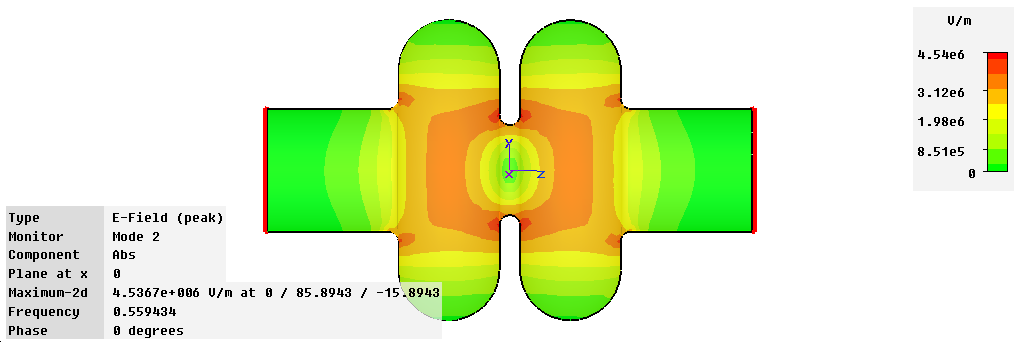 V/m
4.54e6
3.12e6
1.98e6
8.51e5
0
Y
X Z
Type E-Field (peak)
Monitor Mode 2
Component Abs
Plane at x 0
Maximum-2d 4.5367e+006 V/m at 0 / 85.8943 / -15.8943
Frequency 0.559434
Phase 0 degrees